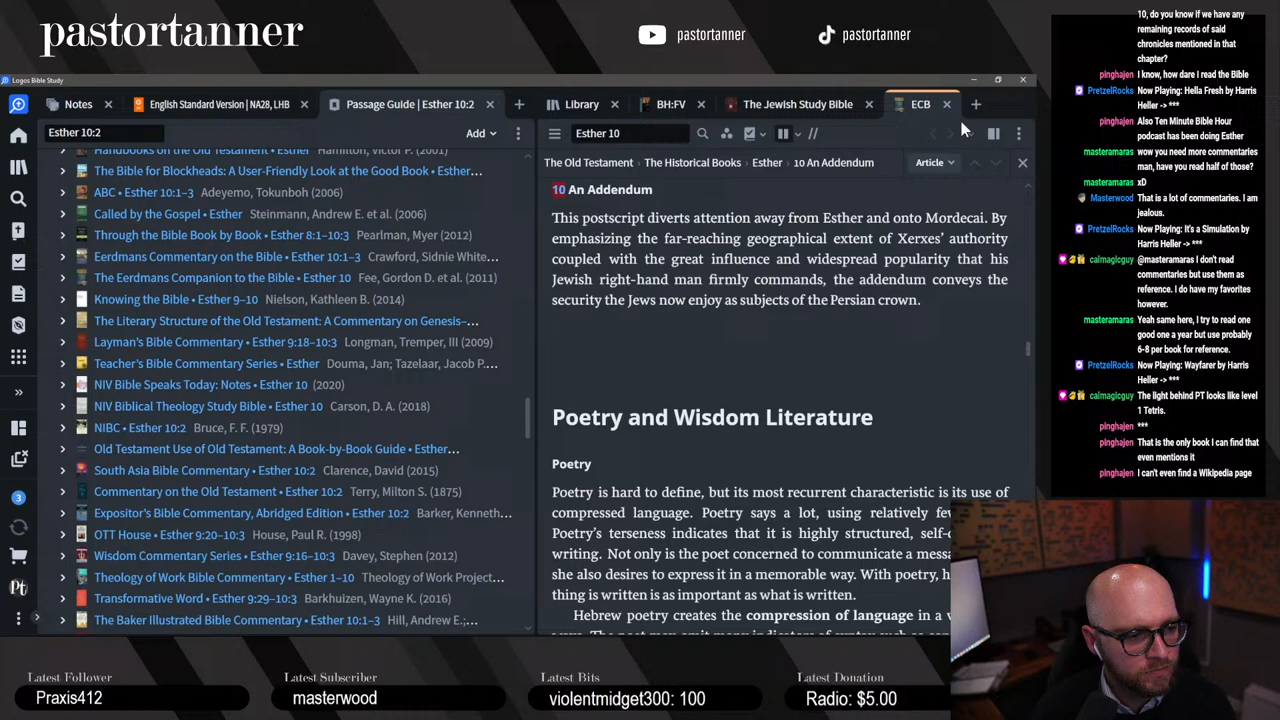 pastortanner
pastortanner
pastortanner
Logos Bible Study
Notes
English Standard Version | NA28, LHB
Passage Guide | Esther 10:2
Library
BH:FV
The Jewish Study Bible
ECB
Esther 10:2
Add
Esther 10
The Old Testament › The Historical Books › Esther › 10 An Addendum
Article
Handbooks on the Old Testament • Esther Hamilton, Victor P. (2001)
The Bible for Blockheads: A User-Friendly Look at the Good Book • Esther…
ABC • Esther 10:1–3 Adeyemo, Tokunboh (2006)
Called by the Gospel • Esther Steinmann, Andrew E. et al. (2006)
Through the Bible Book by Book • Esther 8:1–10:3 Pearlman, Myer (2012)
Eerdmans Commentary on the Bible • Esther 10:1–3 Crawford, Sidnie White…
The Eerdmans Companion to the Bible • Esther 10 Fee, Gordon D. et al. (2011)
Knowing the Bible • Esther 9–10 Nielson, Kathleen B. (2014)
The Literary Structure of the Old Testament: A Commentary on Genesis–…
Layman's Bible Commentary • Esther 9:18–10:3 Longman, Tremper, III (2009)
Teacher's Bible Commentary Series • Esther Douma, Jan; Tazelaar, Jacob P.…
NIV Bible Speaks Today: Notes • Esther 10 (2020)
NIV Biblical Theology Study Bible • Esther 10 Carson, D. A. (2018)
NIBC • Esther 10:2 Bruce, F. F. (1979)
Old Testament Use of Old Testament: A Book-by-Book Guide • Esther…
South Asia Bible Commentary • Esther 10:2 Clarence, David (2015)
Commentary on the Old Testament • Esther 10:2 Terry, Milton S. (1875)
Expositor's Bible Commentary, Abridged Edition • Esther 10:2 Barker, Kenneth…
OTT House • Esther 9:20–10:3 House, Paul R. (1998)
Wisdom Commentary Series • Esther 9:16–10:3 Davey, Stephen (2012)
Theology of Work Bible Commentary • Esther 1–10 Theology of Work Project…
Transformative Word • Esther 9:29–10:3 Barkhuizen, Wayne K. (2016)
The Baker Illustrated Bible Commentary • Esther 10:1–3 Hill, Andrew E.;…
3
Pt
10 An Addendum
This postscript diverts attention away from Esther and onto Mordecai. By
emphasizing the far-reaching geographical extent of Xerxes' authority
coupled with the great influence and widespread popularity that his
Jewish right-hand man firmly commands, the addendum conveys the
security the Jews now enjoy as subjects of the Persian crown.
Poetry and Wisdom Literature
Poetry
Poetry is hard to define, but its most recurrent characteristic is its use of
compressed language. Poetry says a lot, using relatively
Poetry's terseness indicates that it is highly structured, self-
writing. Not only is the poet concerned to communicate a
she also desires to express it in a memorable way. With poetry,
thing is written is as important as what is written.
Hebrew poetry creates the compression of language in a
10, do you know if we have any
remaining records of said
chronicles mentioned in that
chapter?
pinghajen I know, how dare I read the Bible
PretzelRocks Now Playing: Hella Fresh by Harris
Heller -> ***
pinghajen Also Ten Minute Bible Hour
podcast has been doing Esther
masteramaras wow you need more commentaries
man, have you read half of those?
masteramaras xD
Masterwood That is a lot of commentaries. I am
jealous.
PretzelRocks Now Playing: It's a Simulation by
Harris Heller -> ***
calmagicguy @masteramaras I don't read
commentaries but use them as
reference. I do have my favorites
however.
masteramaras Yeah same here, I try to read one
good one a year but use probably
6-8 per book for reference.
PretzelRocks Now Playing: Wayfarer by Harris
Heller -> ***
calmagicguy The light behind PT looks like level
1 Tetris.
pinghajen ***
pinghajen That is the only book I can find that
even mentions it
pinghajen I can't even find a Wikipedia page
Latest Follower
Praxis412
Latest Subscriber
masterwood
Latest Bits
violentmidget300: 100
Latest Donation
Radio: $5.00